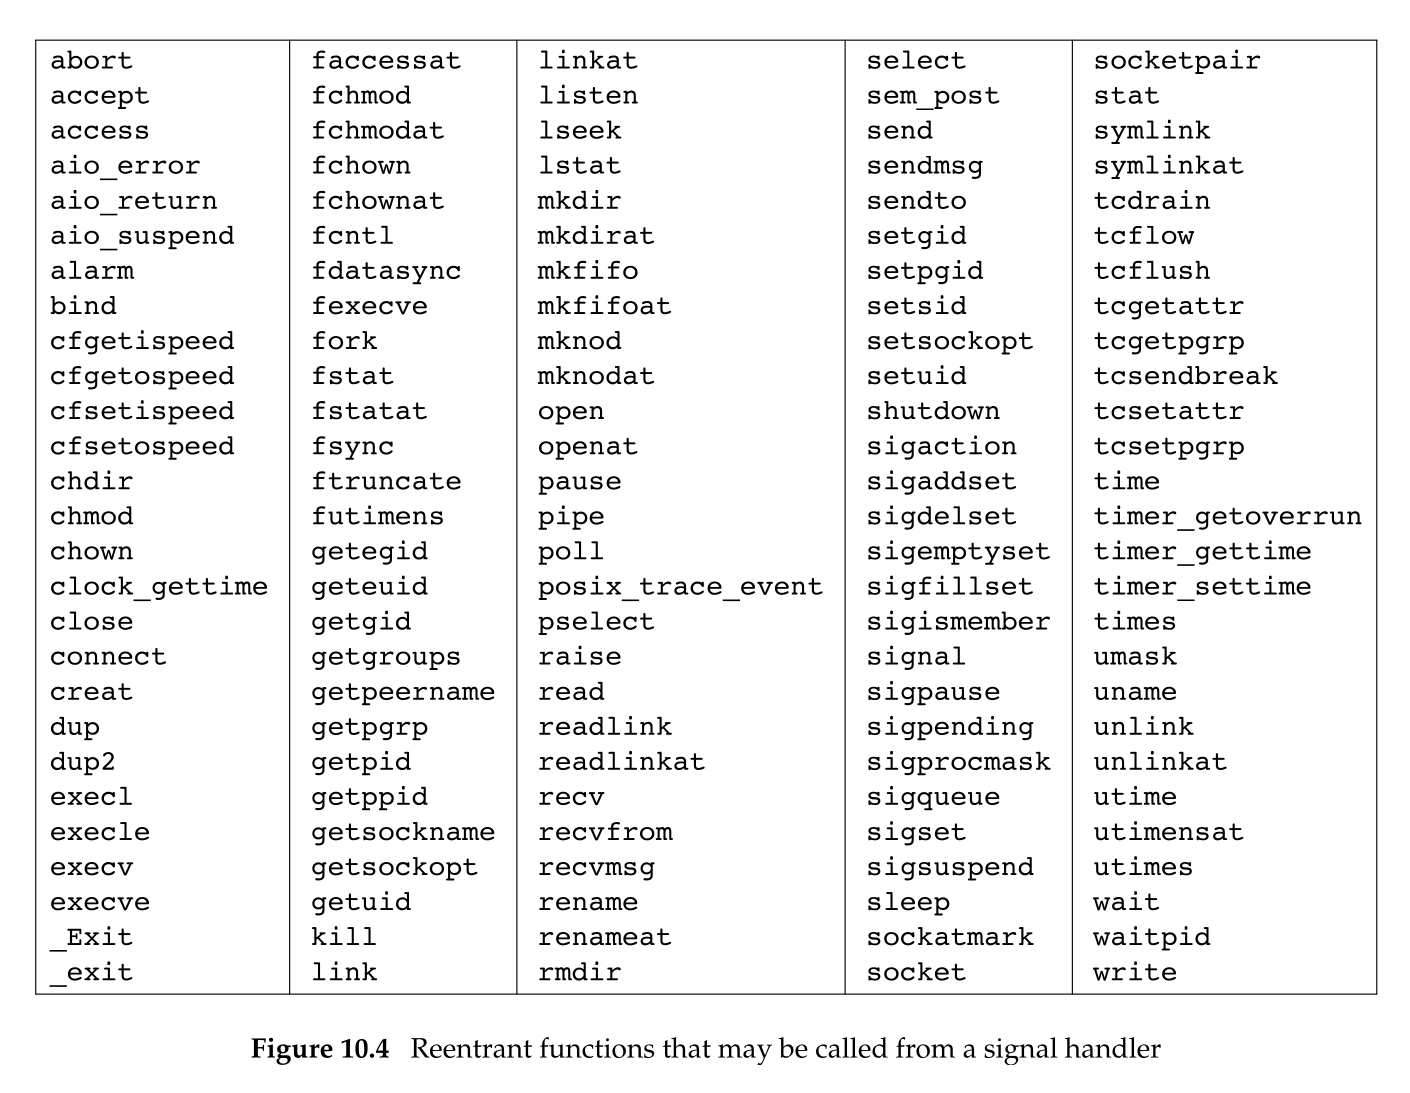 abort faccessat linkat select socketpair
accept fchmod listen sem_post stat
access fchmodat lseek send symlink
aio_error fchown lstat sendmsg symlinkat
aio_return fchownat mkdir sendto tcdrain
aio_suspend fcntl mkdirat setgid tcflow
alarm fdatasync mkfifo setpgid tcflush
bind fexecve mkfifoat setsid tcgetattr
cfgetispeed fork mknod setsockopt tcgetpgrp
cfgetospeed fstat mknodat setuid tcsendbreak
cfsetispeed fstatat open shutdown tcsetattr
cfsetospeed fsync openat sigaction tcsetpgrp
chdir ftruncate pause sigaddset time
chmod futimens pipe sigdelset timer_getoverrun
chown getegid poll sigemptyset timer_gettime
clock_gettime geteuid posix_trace_event sigfillset timer_settime
close getgid pselect sigismember times
connect getgroups raise signal umask
creat getpeername read sigpause uname
dup getpgrp readlink sigpending unlink
dup2 getpid readlinkat sigprocmask unlinkat
execl getppid recv sigqueue utime
execle getsockname recvfrom sigset utimensat
execv getsockopt recvmsg sigsuspend utimes
execve getuid rename sleep wait
_Exit kill renameat sockatmark waitpid
_exit link rmdir socket write
Figure 10.4 Reentrant functions that may be called from a signal handler